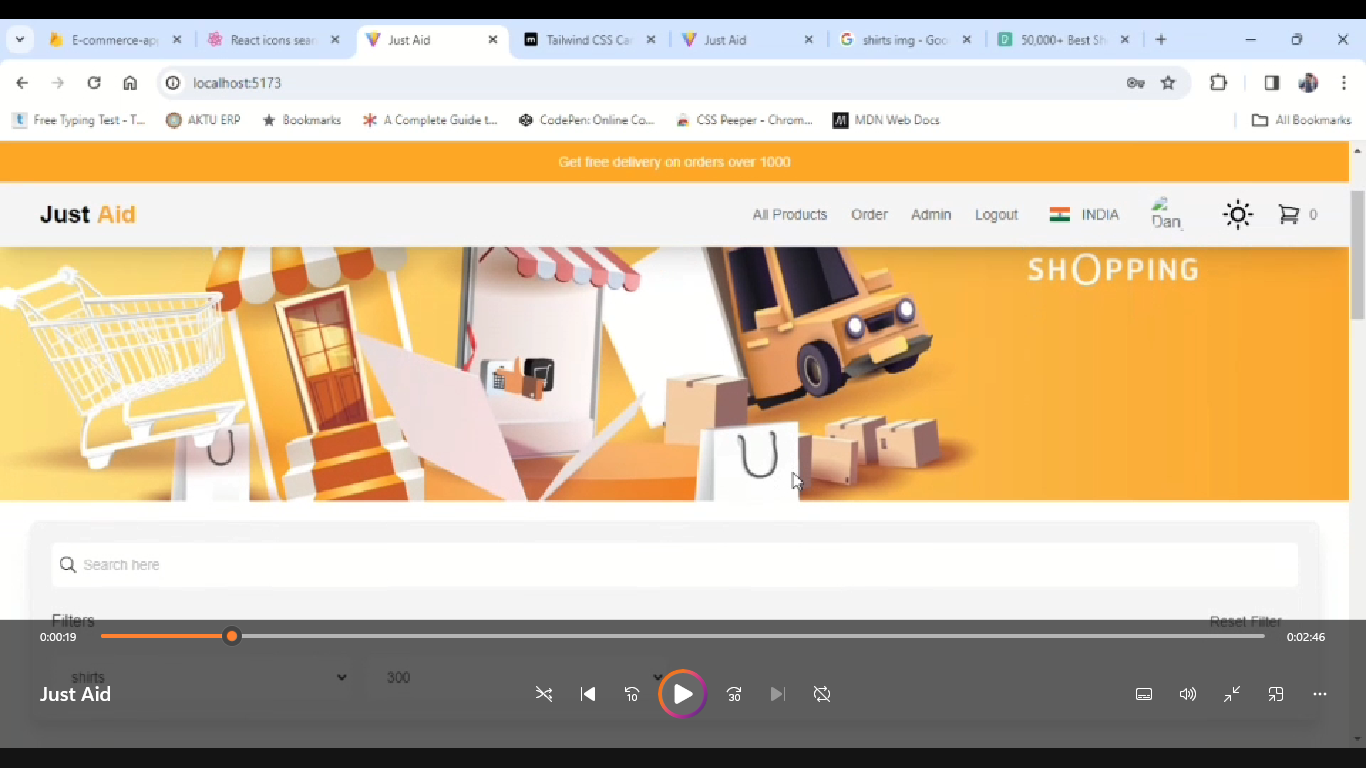 E-commerce-ap
React icons sea
Just Aid
Tailwind CSS Ca
Just Aid
shirts img - Goo
50,000+ Best Sh
localhost:5173
Free Typing Test - T...
AKTU ERP
Bookmarks
A Complete Guide t...
CodePen: Online Co...
CSS Peeper - Chrom...
MDN Web Docs
All Bookmarks
Get free delivery on orders over 1000
Just Aid
All Products
Order
Admin
Logout
INDIA
Dan
0
SHOPPING
Search here
Filters
Reset Filter
0:00:19
0:02:46
shirts
300
Just Aid
10
30